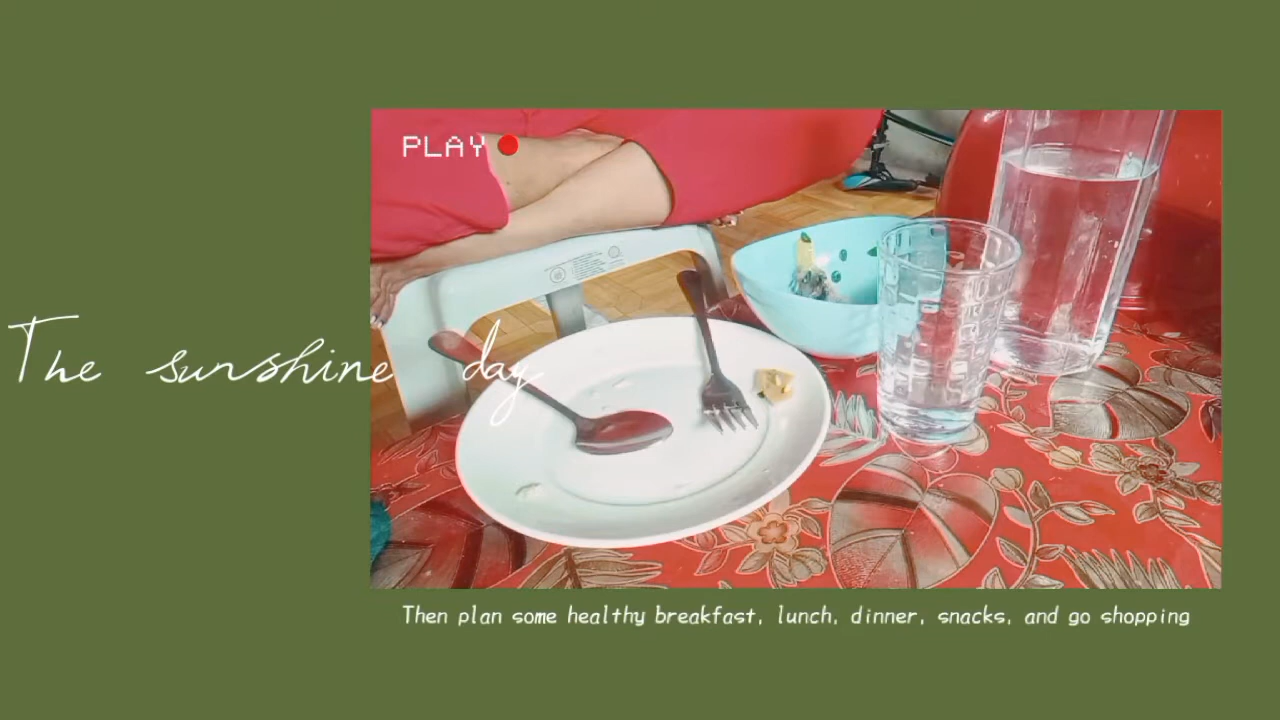 PLAY
The sunshine day
Then plan some healthy breakfast, lunch, dinner, snacks, and go shopping